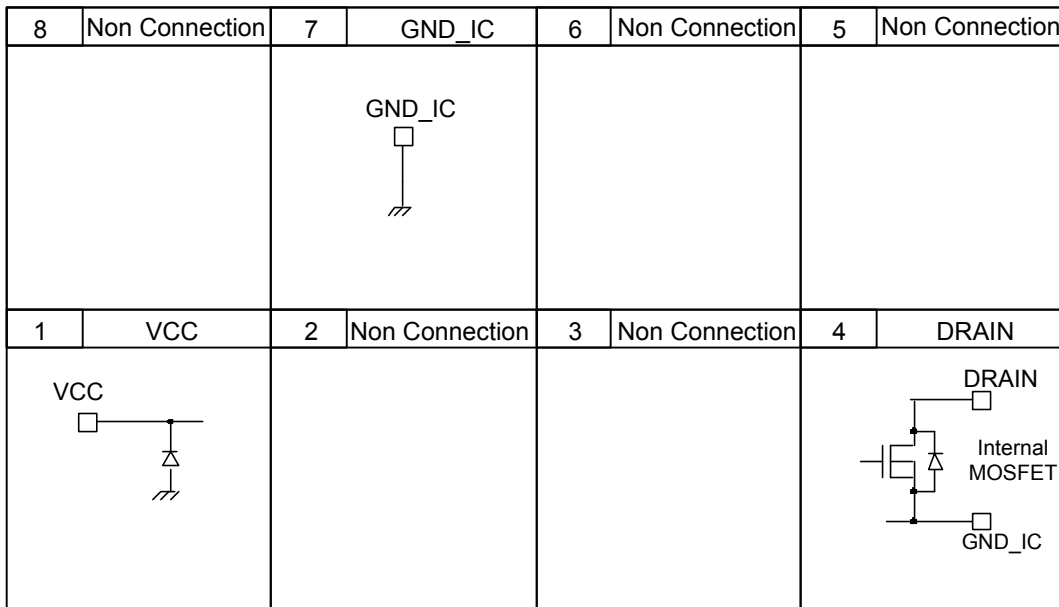 8 Non Connection 7 GND_IC 6 Non Connection 5 Non Connection
GND_IC
1 VCC 2 Non Connection 3 Non Connection 4 DRAIN
VCC
DRAIN
Internal
MOSFET
GND_IC